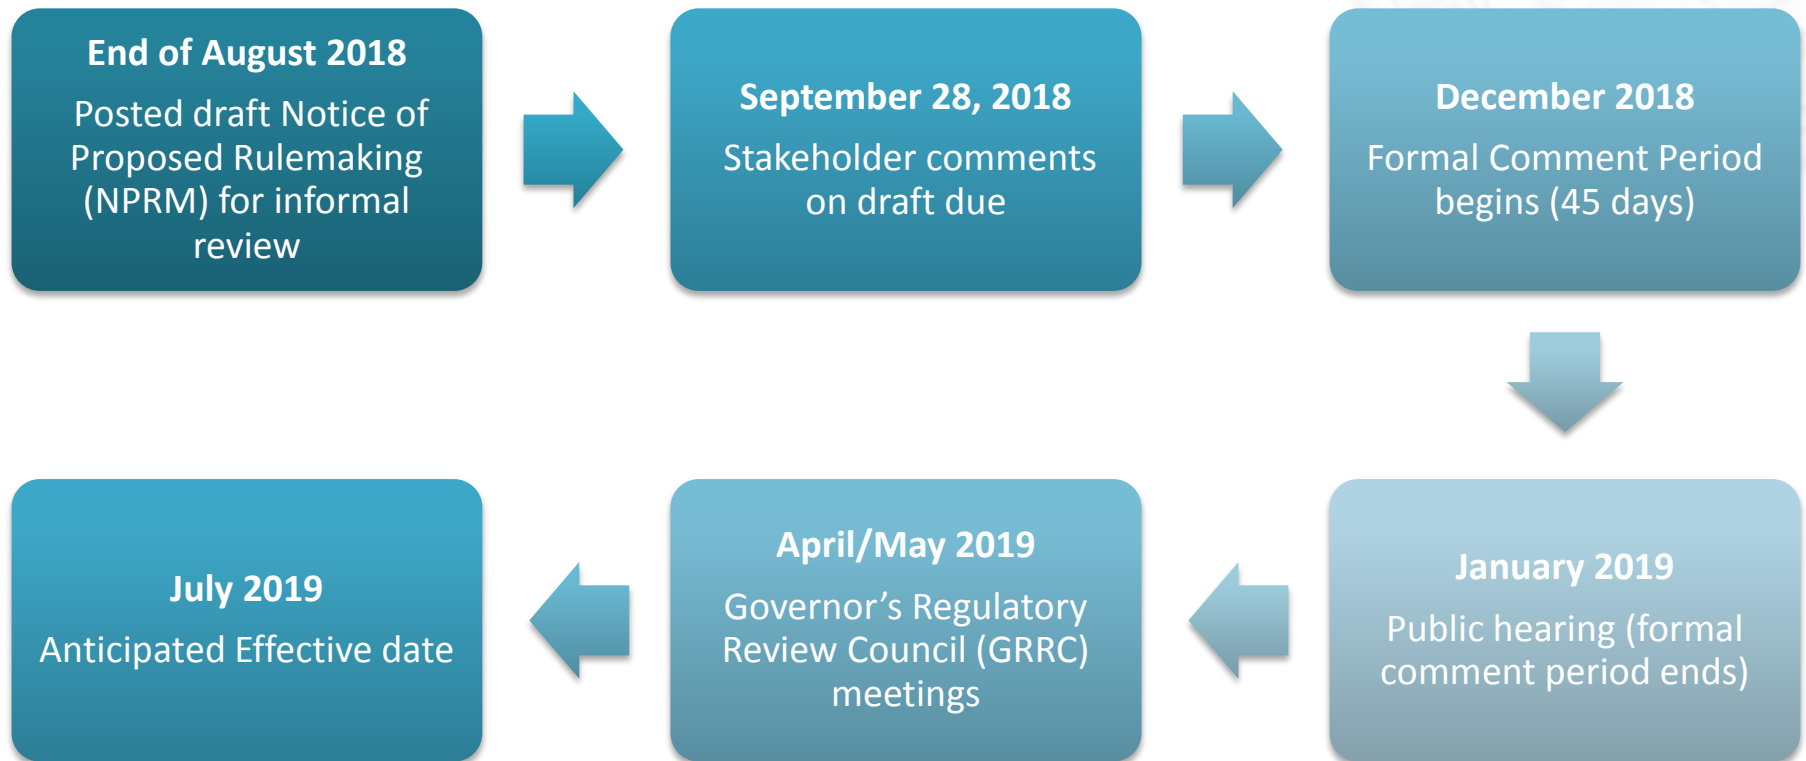 End of August 2018
Posted draft Notice of
Proposed Rulemaking
(NPRM) for informal
review
September 28, 2018
Stakeholder comments
on draft due
December 2018
Formal Comment Period
begins (45 days)
January 2019
Public hearing (formal
comment period ends)
April/May 2019
Governor’s Regulatory
Review Council (GRRC)
meetings
July 2019
Anticipated Effective date